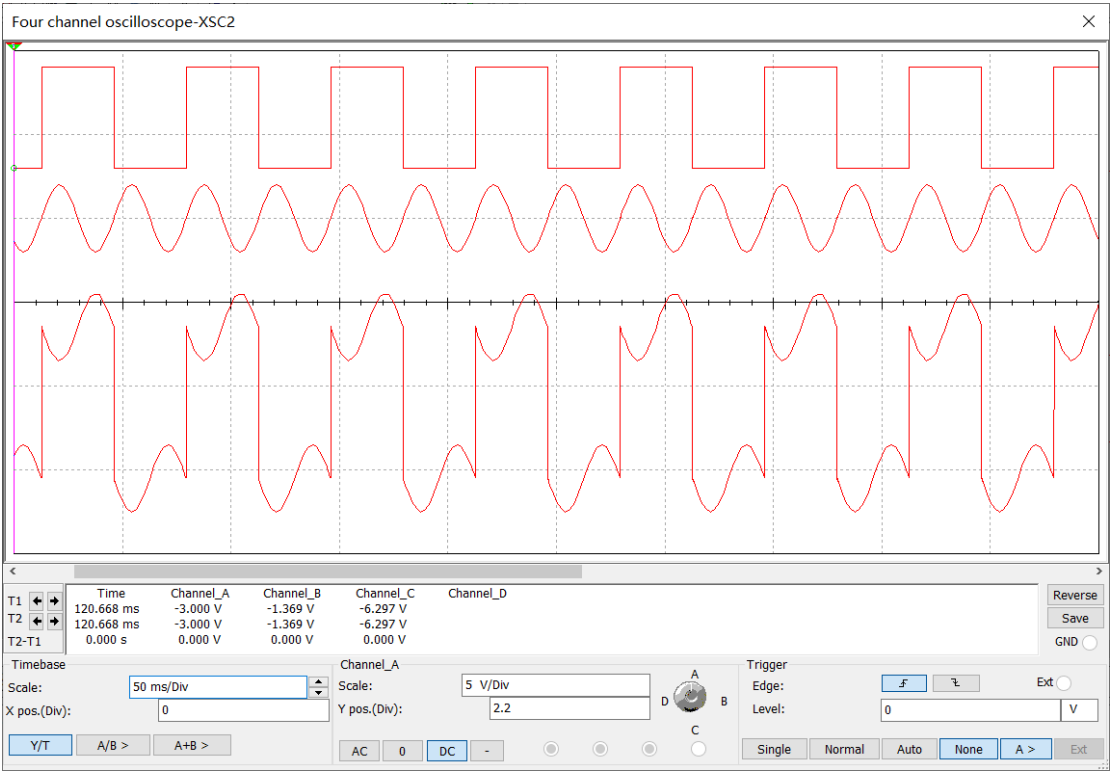 Four channel oscilloscope-XSC2
Time Channel_A Channel_B Channel_C Channel_D
T1 120.668 ms -3.000 V -1.369 V -6.297 V
T2 120.668 ms -3.000 V -1.369 V -6.297 V
T2-T1 0.000 s 0.000 V 0.000 V 0.000 V
Reverse
Save
GND
Timebase
Scale: 50 ms/Div
X pos.(Div): 0
Y/T A/B > A+B >
Channel_A
Scale: 5 V/Div
Y pos.(Div): 2.2
AC 0 DC -
A
D B
C
Trigger
Edge: Ext
Level: 0 V
Single Normal Auto None A > Ext